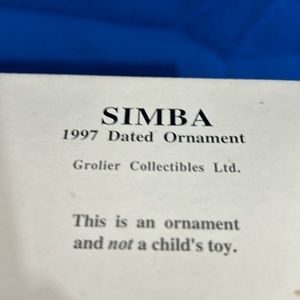 SIMBA
1997 Dated Ornament
Grolier Collectibles Ltd.
This is an ornament
and not a child's toy.